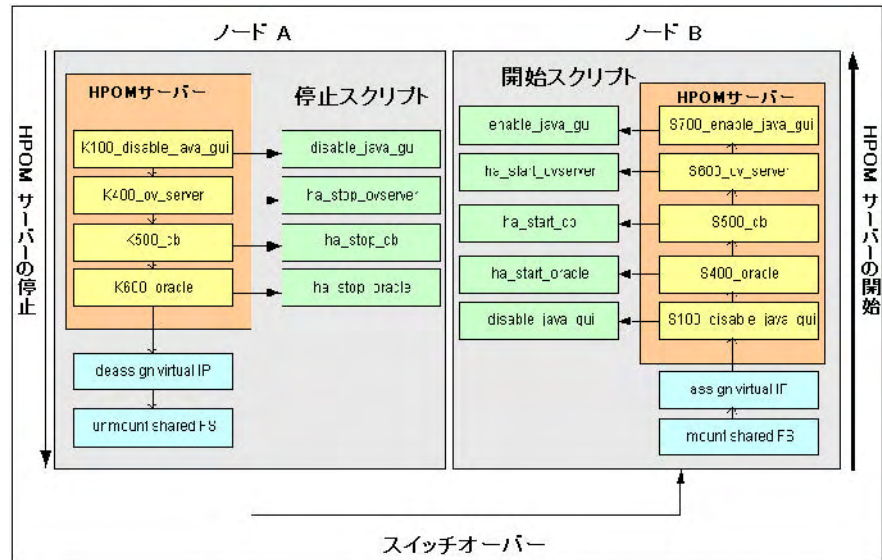 ノード A
HPOM サーバーの停止
HPOMサーバー
停止スクリプト
K100_disable_java_gui
disable_java_gu
K400_ov_server
ha_stop_ovserver
K500_cb
ha_stop_cb
K600_oracle
ha_stop_oracle
deassign virtual IP
unmount shared FS
ノード B
開始スクリプト
HPOMサーバー
enable_java_gu
S700_enable_java_gui
ha_start_ovserver
S600_ov_server
ha_start_cb
S500_cb
ha_start_oracle
S400_oracle
disable_java_gui
S100_disable_java_gui
assign virtual IP
mount shared FS
HPOM サーバーの開始
スイッチオーバー